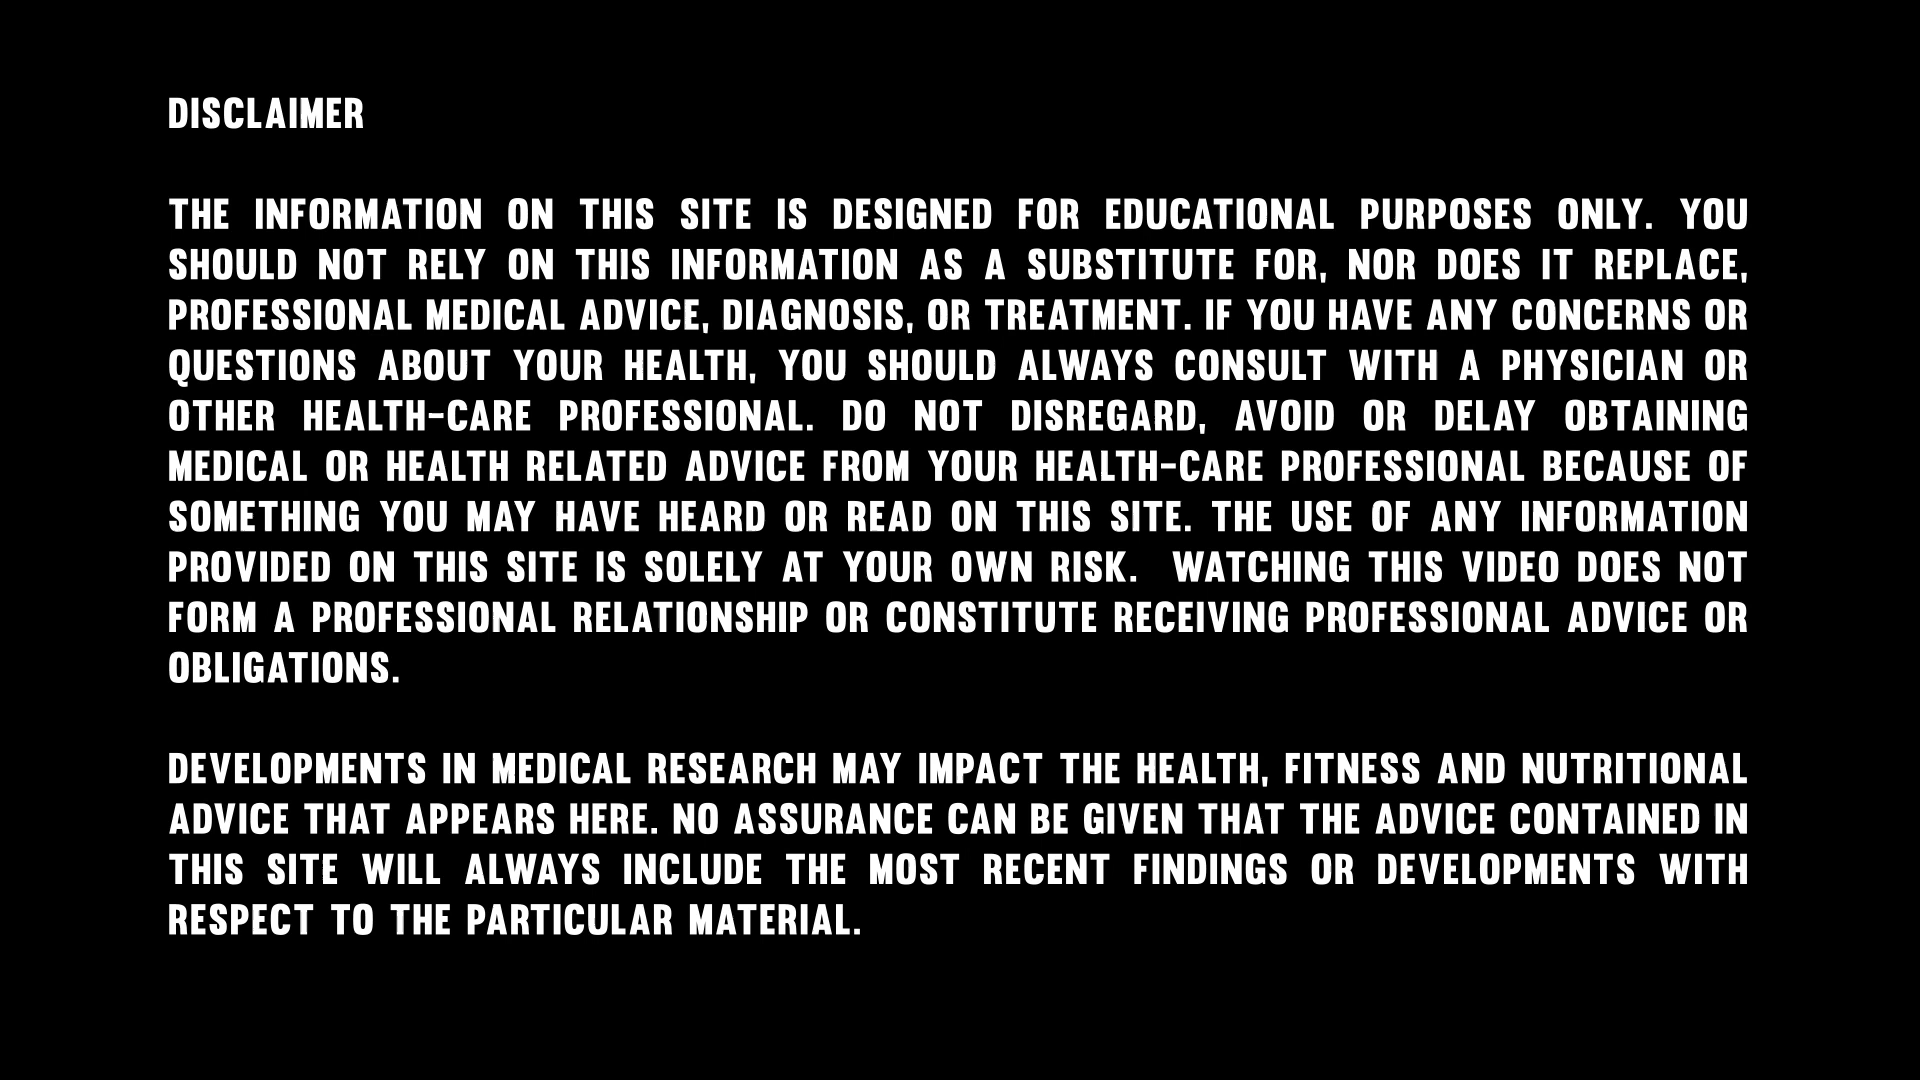 DISCLAIMER
THE INFORMATION ON THIS SITE IS DESIGNED FOR EDUCATIONAL PURPOSES ONLY. YOU
SHOULD NOT RELY ON THIS INFORMATION AS A SUBSTITUTE FOR, NOR DOES IT REPLACE,
PROFESSIONAL MEDICAL ADVICE, DIAGNOSIS, OR TREATMENT. IF YOU HAVE ANY CONCERNS OR
QUESTIONS ABOUT YOUR HEALTH, YOU SHOULD ALWAYS CONSULT WITH A PHYSICIAN OR
OTHER HEALTH-CARE PROFESSIONAL. DO NOT DISREGARD, AVOID OR DELAY OBTAINING
MEDICAL OR HEALTH RELATED ADVICE FROM YOUR HEALTH-CARE PROFESSIONAL BECAUSE OF
SOMETHING YOU MAY HAVE HEARD OR READ ON THIS SITE. THE USE OF ANY INFORMATION
PROVIDED ON THIS SITE IS SOLELY AT YOUR OWN RISK.  WATCHING THIS VIDEO DOES NOT
FORM A PROFESSIONAL RELATIONSHIP OR CONSTITUTE RECEIVING PROFESSIONAL ADVICE OR
OBLIGATIONS.
DEVELOPMENTS IN MEDICAL RESEARCH MAY IMPACT THE HEALTH, FITNESS AND NUTRITIONAL
ADVICE THAT APPEARS HERE. NO ASSURANCE CAN BE GIVEN THAT THE ADVICE CONTAINED IN
THIS SITE WILL ALWAYS INCLUDE THE MOST RECENT FINDINGS OR DEVELOPMENTS WITH
RESPECT TO THE PARTICULAR MATERIAL.